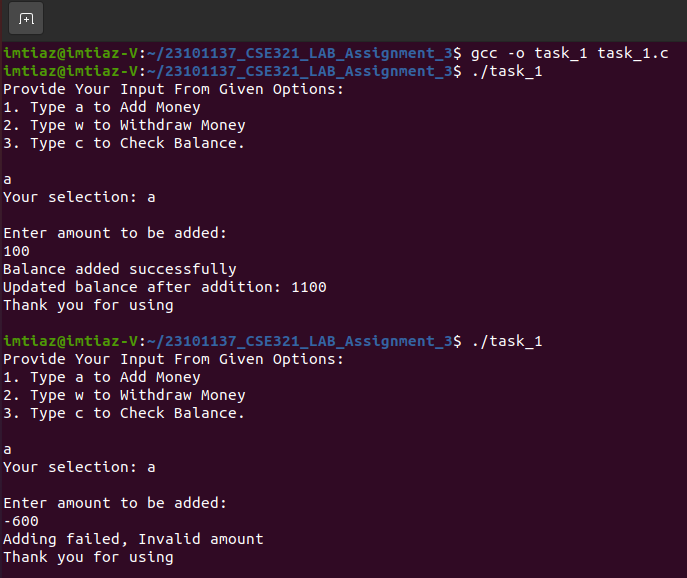 imtiaz@imtiaz-V:~/23101137_CSE321_LAB_Assignment_3$ gcc -o task_1 task_1.c
imtiaz@imtiaz-V:~/23101137_CSE321_LAB_Assignment_3$ ./task_1
Provide Your Input From Given Options:
1. Type a to Add Money
2. Type w to Withdraw Money
3. Type c to Check Balance.

a
Your selection: a

Enter amount to be added:
100
Balance added successfully
Updated balance after addition: 1100
Thank you for using

imtiaz@imtiaz-V:~/23101137_CSE321_LAB_Assignment_3$ ./task_1
Provide Your Input From Given Options:
1. Type a to Add Money
2. Type w to Withdraw Money
3. Type c to Check Balance.

a
Your selection: a

Enter amount to be added:
-600
Adding failed, Invalid amount
Thank you for using